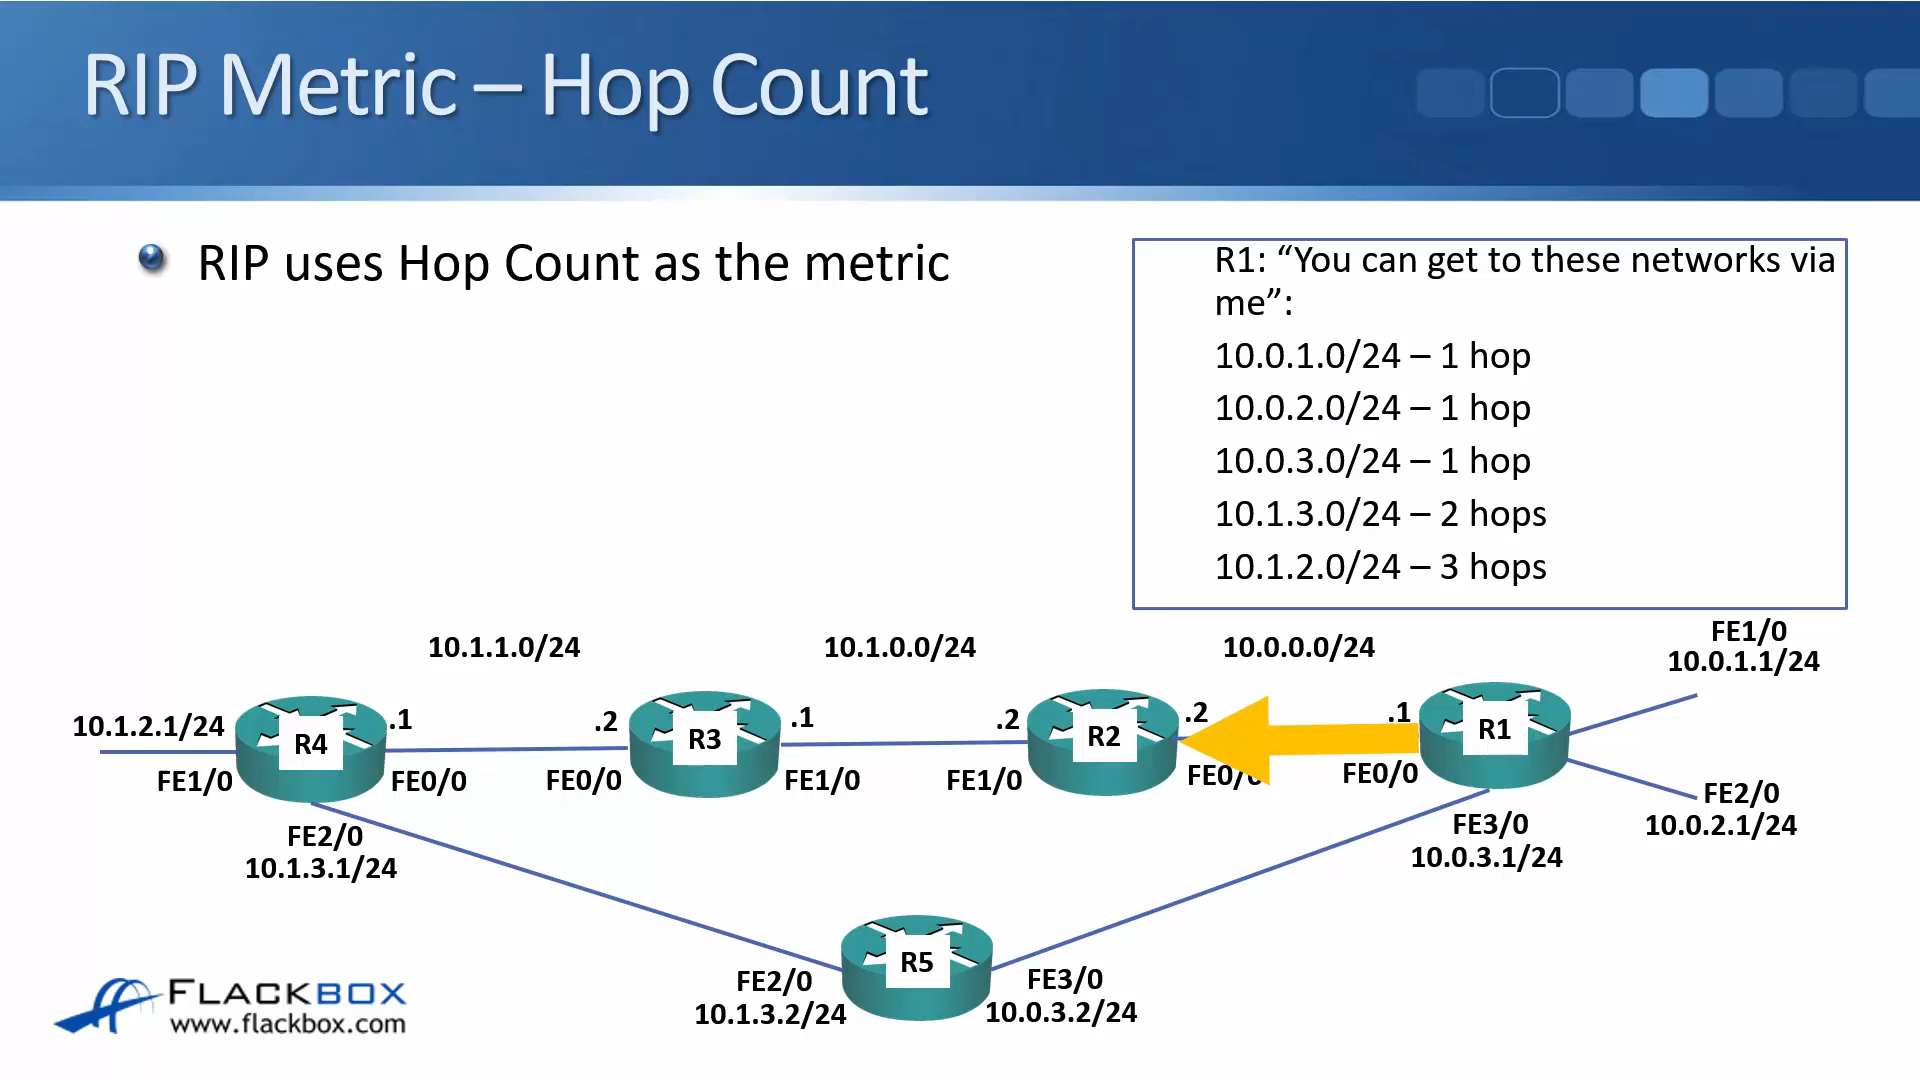 RIP Metric – Hop Count
RIP uses Hop Count as the metric
R1: “You can get to these networks via
me”:
10.0.1.0/24 – 1 hop
10.0.2.0/24 – 1 hop
10.0.3.0/24 – 1 hop
10.1.3.0/24 – 2 hops
10.1.2.0/24 – 3 hops
10.1.1.0/24
10.1.0.0/24
10.0.0.0/24
FE1/0
10.0.1.1/24
10.1.2.1/24
FE1/0
R4
.1
FE0/0
.2
FE0/0
R3
.1
FE1/0
.2
FE1/0
R2
.2
FE0/0
.1
FE0/0
R1
FE2/0
10.0.2.1/24
FE2/0
10.1.3.1/24
FE3/0
10.0.3.1/24
R5
FE2/0
10.1.3.2/24
FE3/0
10.0.3.2/24
FLACKBOX
www.flackbox.com